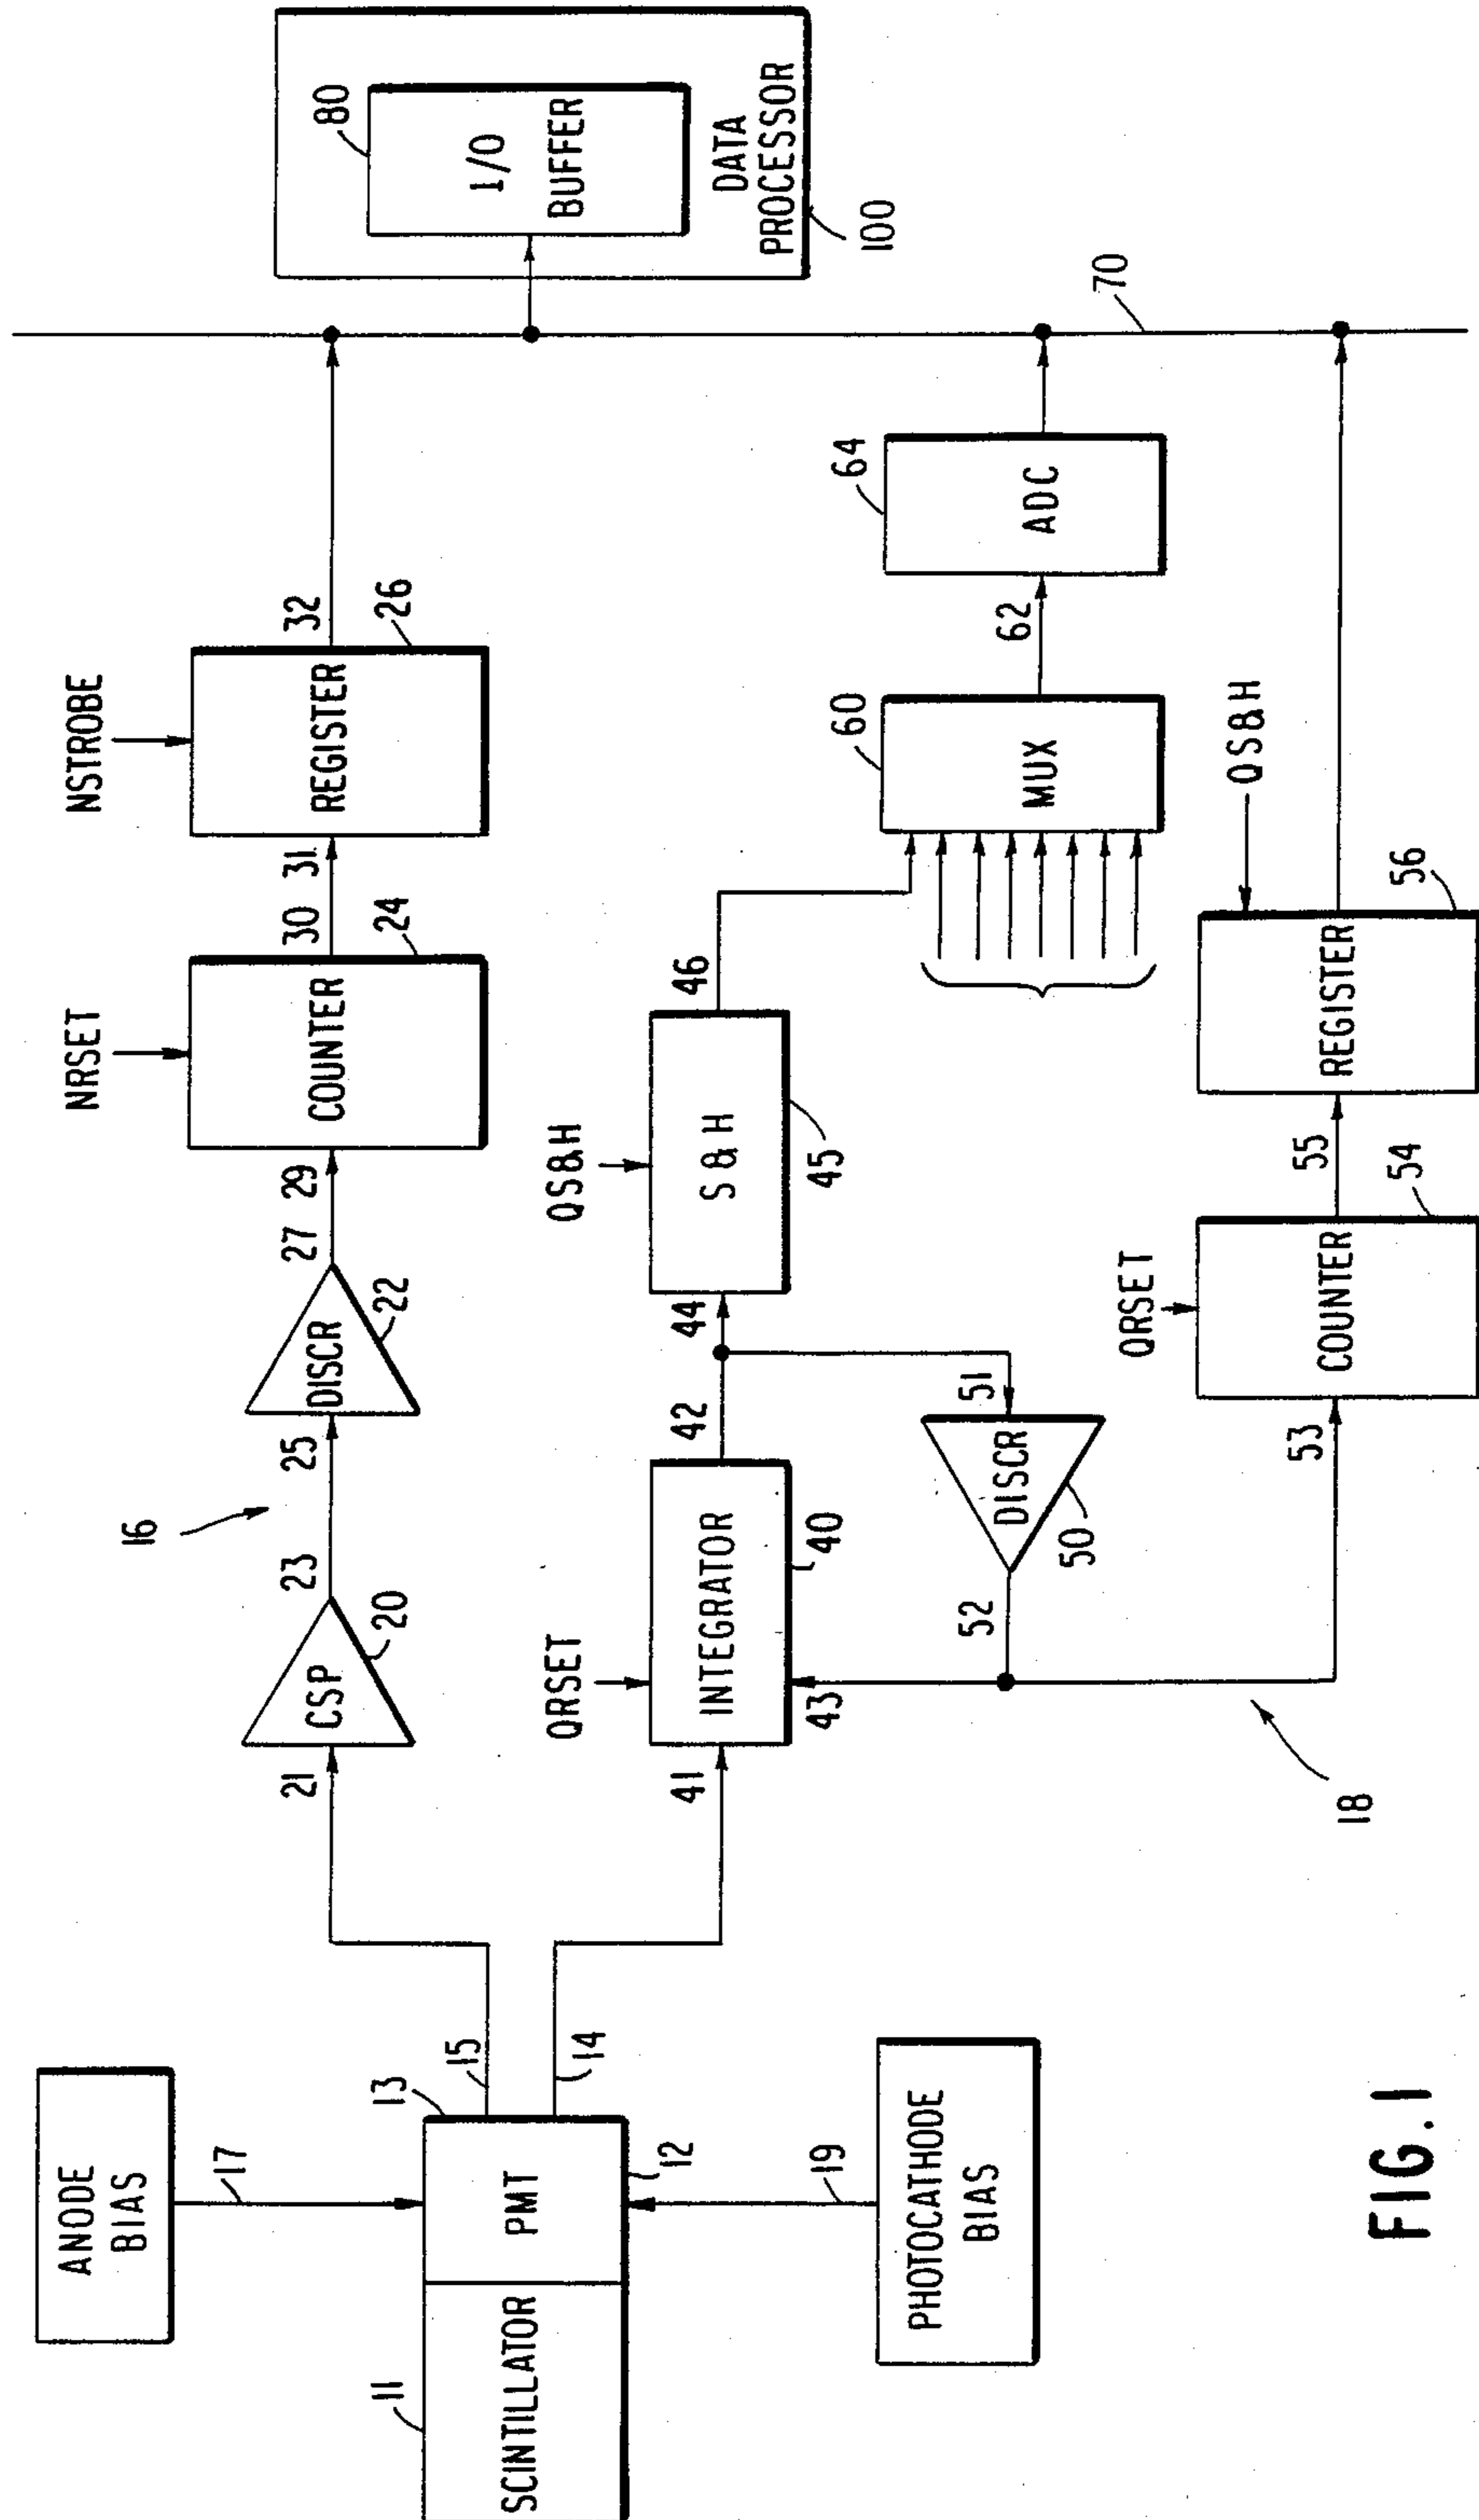 ANODE
BIAS
17
11
SCINTILLATOR
PMT
13
12
15
14
19
PHOTOCATHODE
BIAS
16
21
CSP
20
23
25
DISCR
22
27
29
NRSET
COUNTER
24
30
31
NSTROBE
REGISTER
26
32
41
QRSET
INTEGRATOR
40
43
42
44
QS&H
S & H
45
46
51
DISCR
50
52
18
53
QRSET
COUNTER
54
55
REGISTER
56
QS&H
60
MUX
62
64
ADC
70
80
I/O
BUFFER
DATA
PROCESSOR
100
FIG. 1